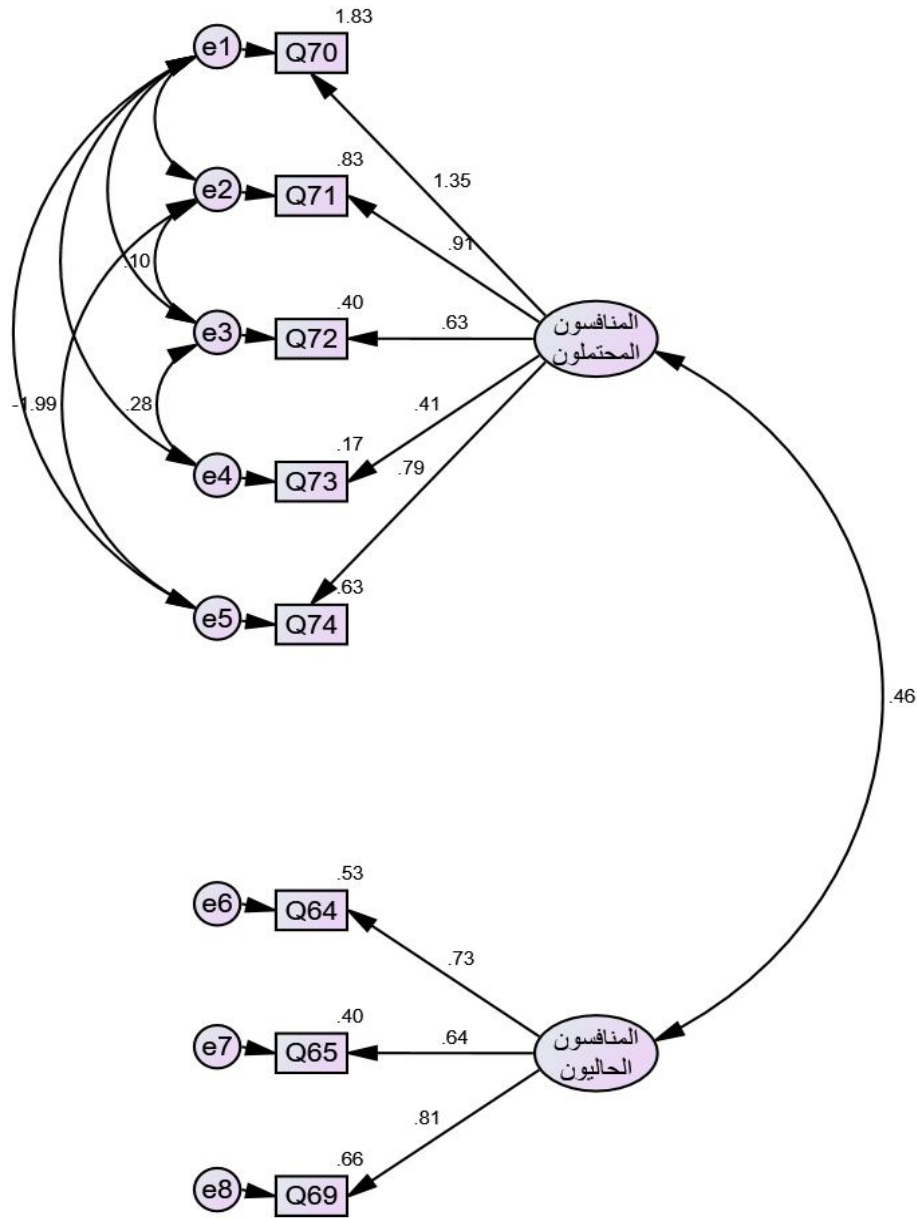 1.83
e1
Q70
.83
1.35
e2
Q71
.91
.10
.40
e3
Q72
.63
المنافسون
المحتملون
-1.99
.28
.41
.17
e4
Q73
.79
.63
e5
Q74
.46
.53
e6
Q64
.73
.40
e7
Q65
.64
المنافسون
الحاليون
.81
.66
e8
Q69